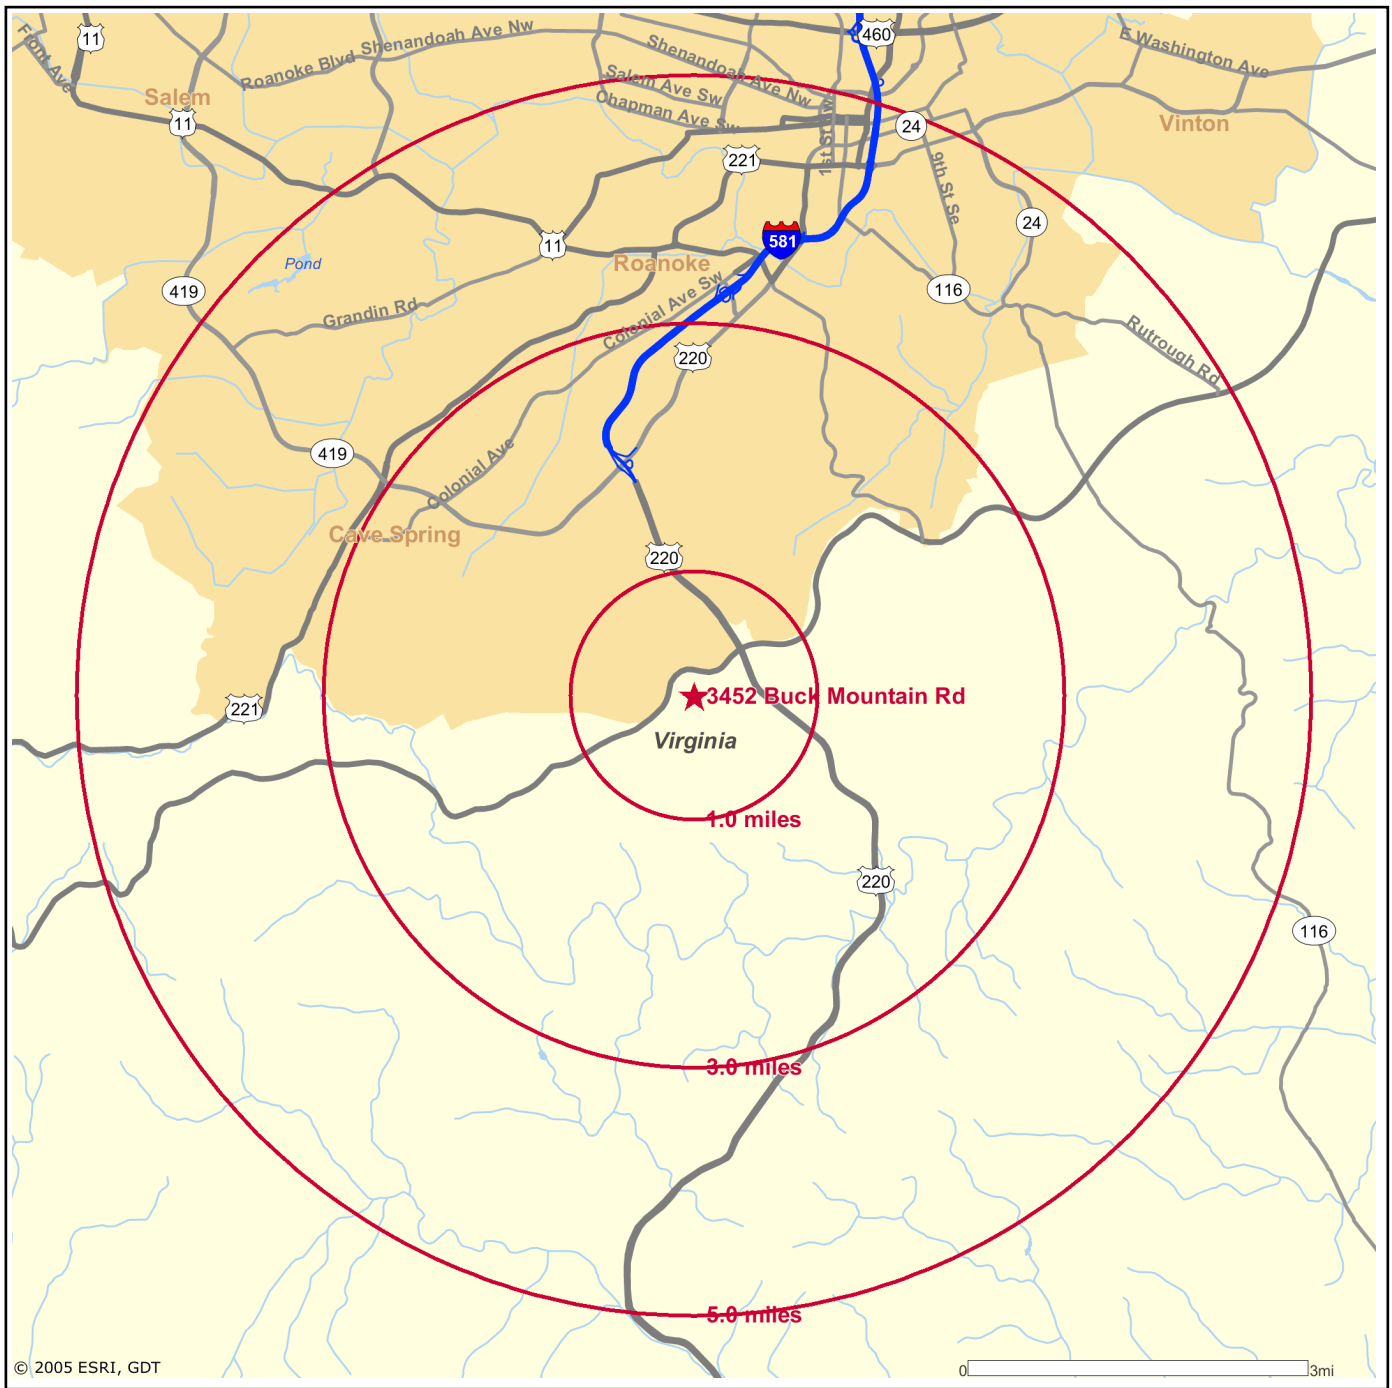 11
Front Ave
Roanoke Blvd
Shenandoah Ave Nw
Shenandoah Ave Nw
460
E Washington Ave
Salem
11
Salem Ave Sw
Chapman Ave Sw
1st St Nw
24
Vinton
221
9th St Se
24
11
581
Roanoke
Pond
419
Grandin Rd
Colonial Ave Sw
116
Rutrough Rd
220
419
Colonial Ave
Cave Spring
220
3452 Buck Mountain Rd
221
Virginia
1.0 miles
220
116
3.0 miles
5.0 miles
© 2005 ESRI, GDT
0 3mi